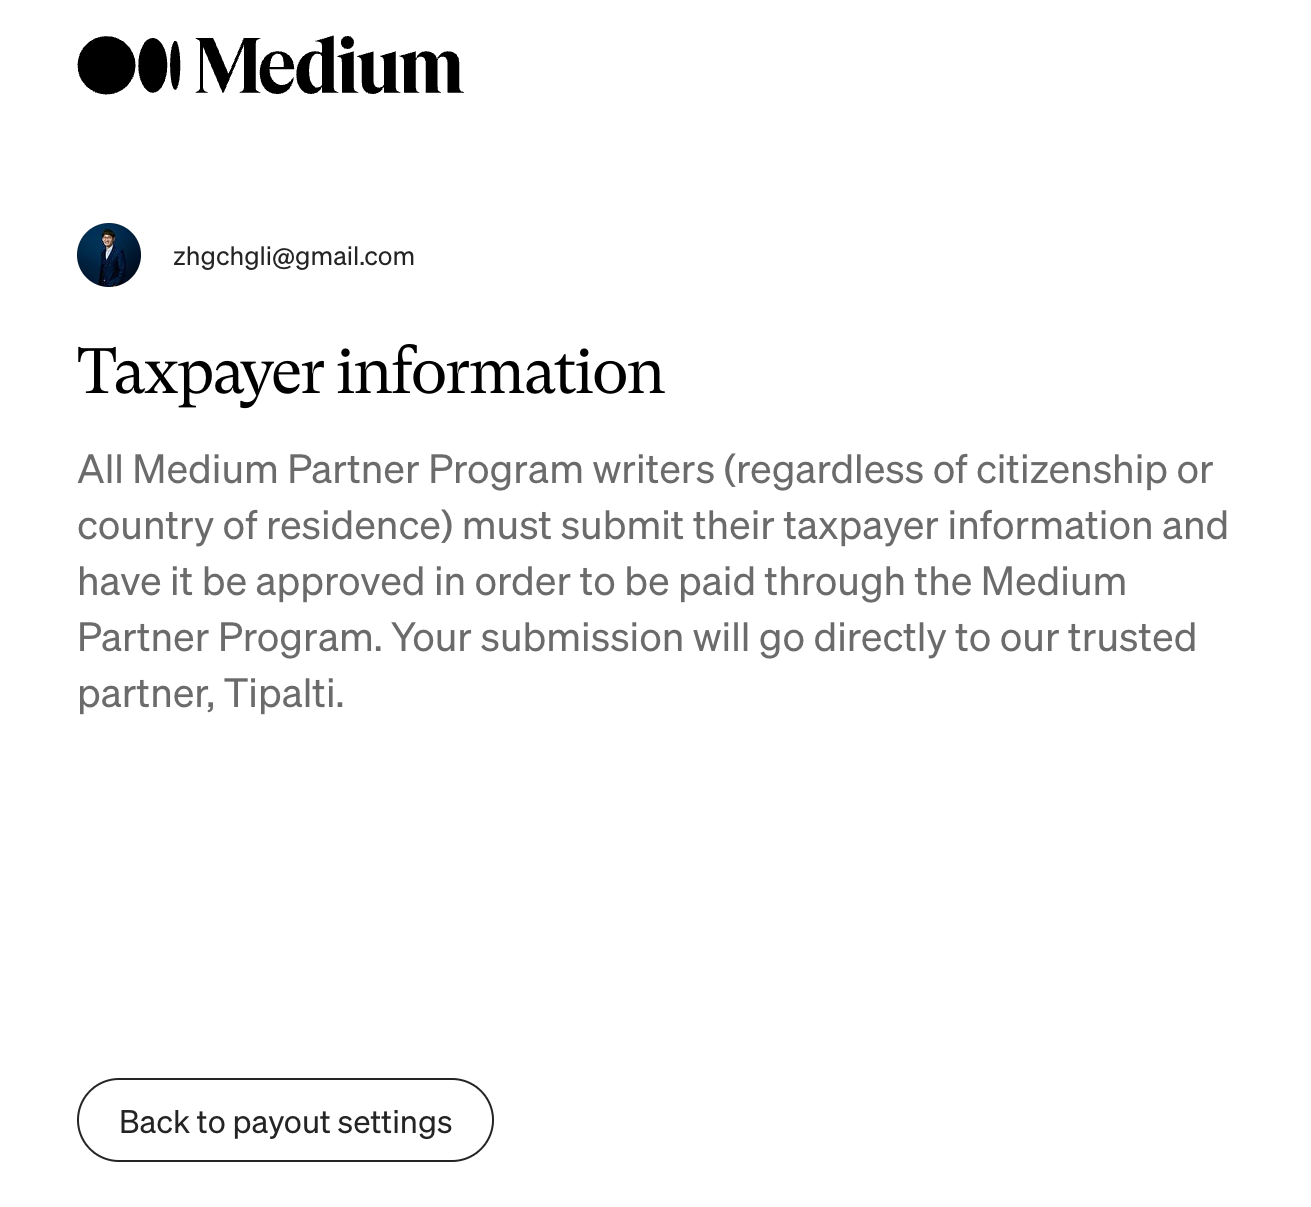 Medium
zhgchgli@gmail.com
Taxpayer information
All Medium Partner Program writers (regardless of citizenship or
country of residence) must submit their taxpayer information and
have it be approved in order to be paid through the Medium
Partner Program. Your submission will go directly to our trusted
partner, Tipalti.
Back to payout settings